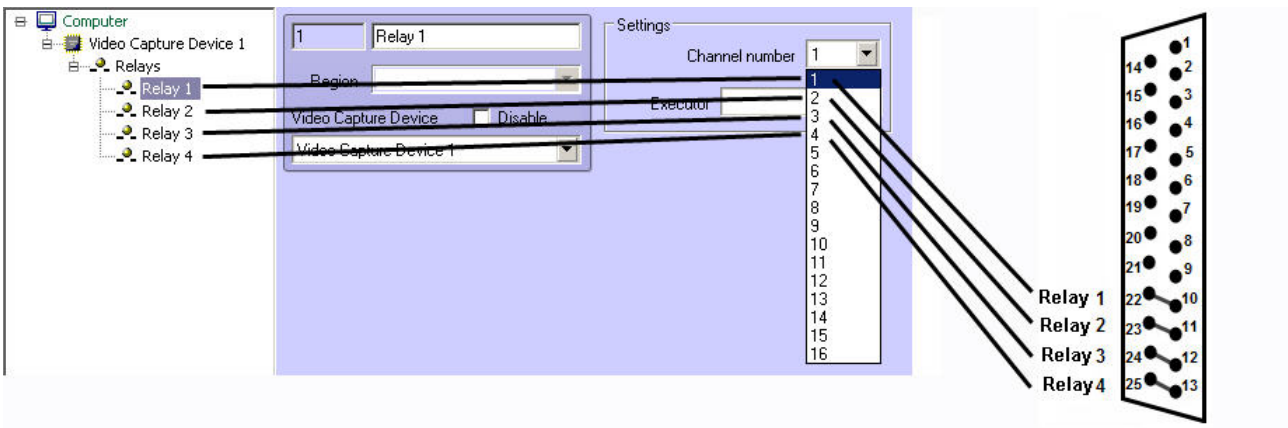 Computer
Video Capture Device 1
Relays
Relay 1
Relay 2
Relay 3
Relay 4
1
Relay 1
Region
Video Capture Device
Disable
Video Capture Device 1
Settings
Channel number
1
Executor
1
2
3
4
5
6
7
8
9
10
11
12
13
14
15
16
Relay 1
Relay 2
Relay 3
Relay 4
1
14
2
15
3
16
4
17
5
18
6
19
7
20
8
21
9
22
10
23
11
24
12
25
13